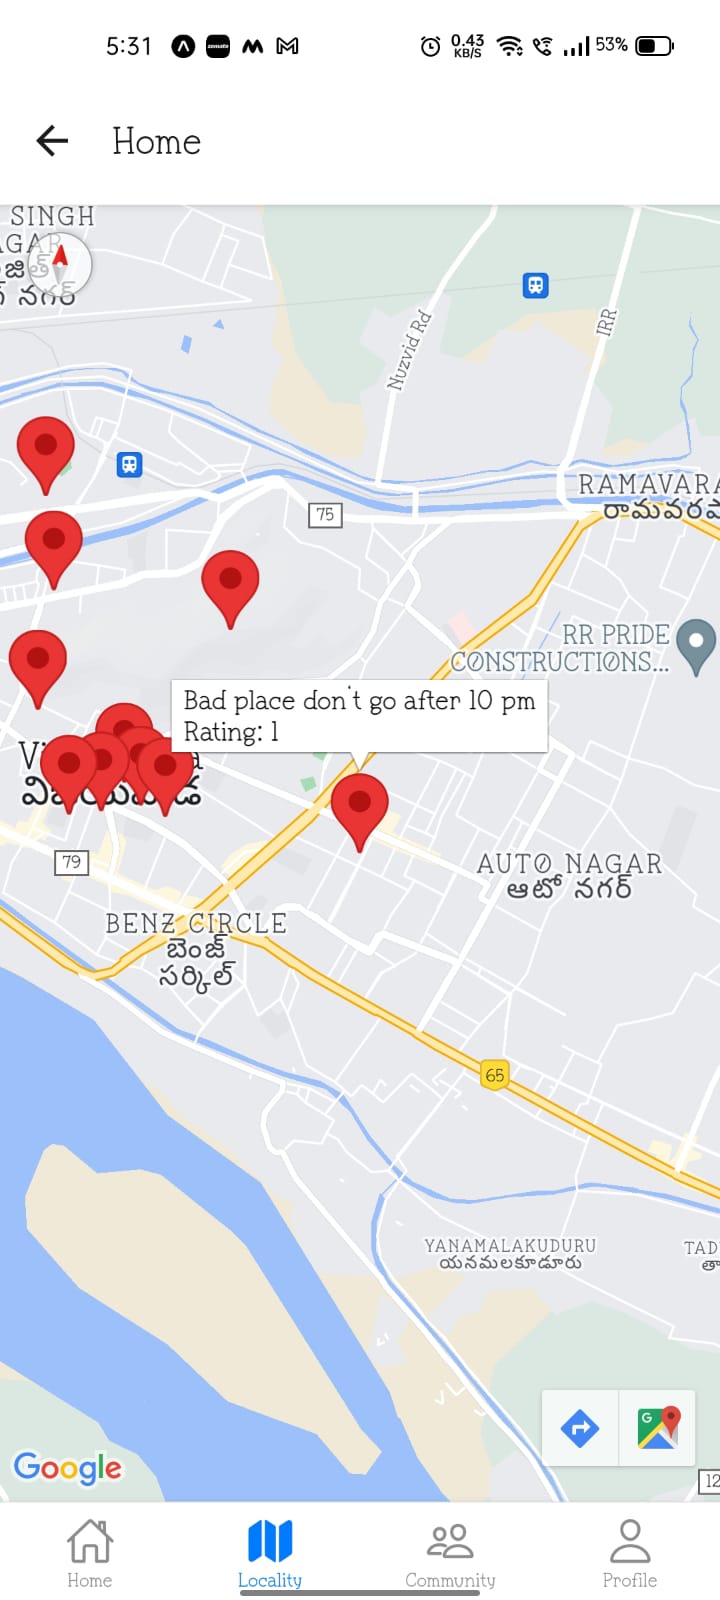 5:31
zomato
0.43
KB/S
53%
Home
SINGH
రామవరప
Nuzvid Rd
IRR
RAMAVARA
75
RR PRIDE
CONSTRUCTIONS...
Bad place don't go after 10 pm
Rating: 1
79
AUTO NAGAR
ఆటో నగర్
BENZ CIRCLE
బెంజ్
సర్కిల్
65
YANAMALAKUDURU
యనమలకూడూరు
TAD
తా
G
Google
12
Home
Locality
Community
Profile